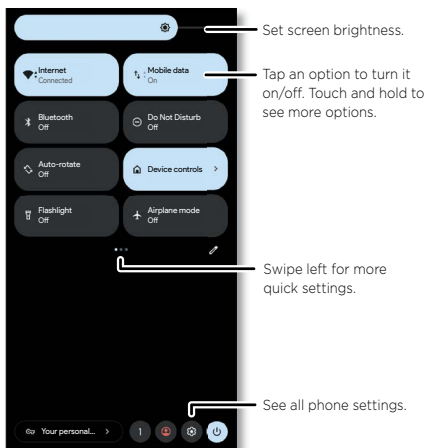 Set screen brightness.
Internet
Connected
Mobile data
On
Tap an option to turn it
on/off. Touch and hold to
see more options.
Bluetooth
Off
Do Not Disturb
Off
Auto-rotate
Off
Device controls
Flashlight
Off
Airplane mode
Off
Swipe left for more
quick settings.
See all phone settings.
Your personal...
1